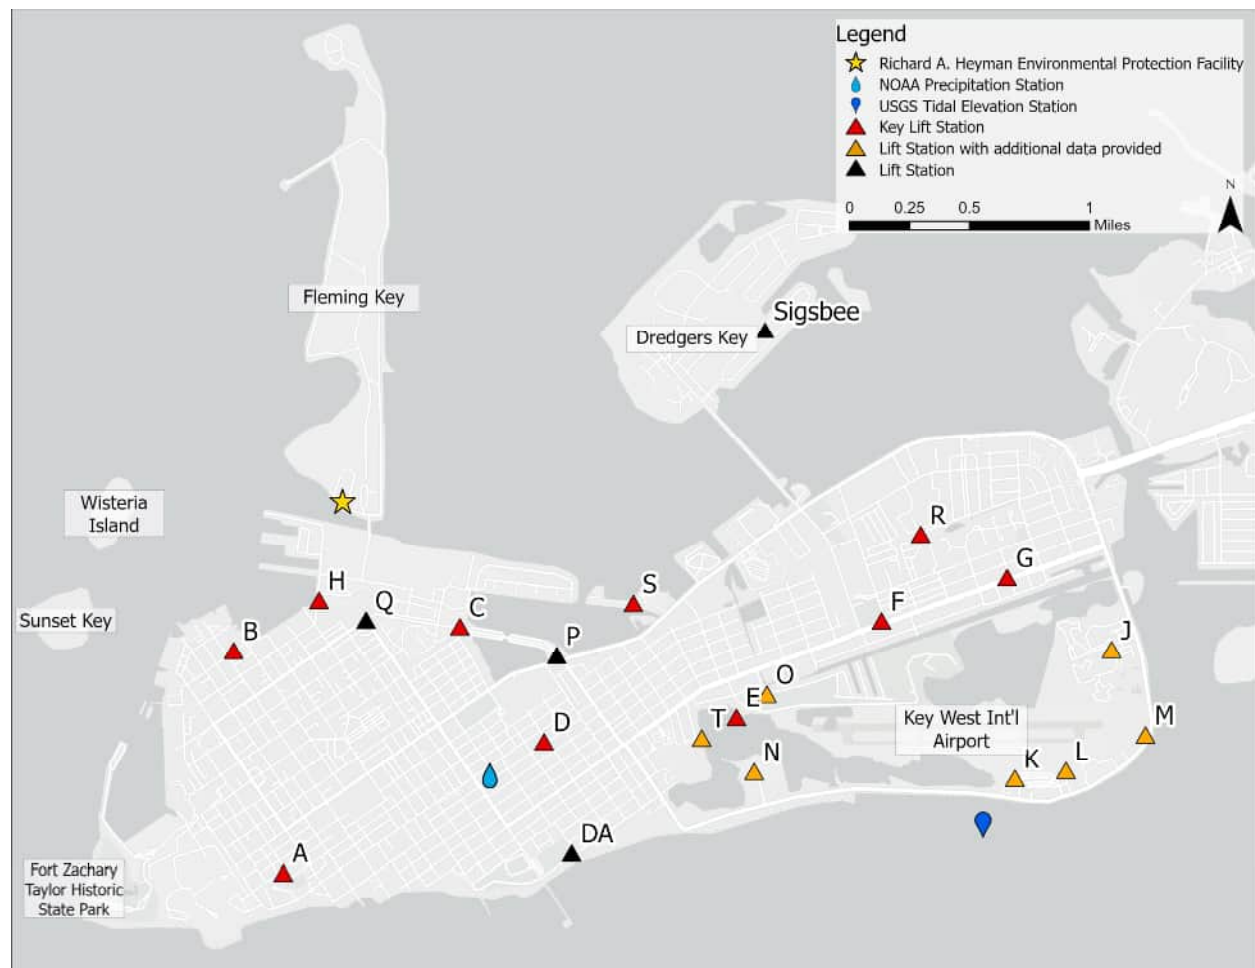 Legend
Richard A. Heyman Environmental Protection Facility
NOAA Precipitation Station
USGS Tidal Elevation Station
Key Lift Station
Lift Station with additional data provided
Lift Station
0 0.25 0.5 1
Miles
N
Fleming Key
Sigsbee
Dredgers Key
Wisteria
Island
Sunset Key
R
G
S
H
Q
C
F
B
P
J
O
E
T
D
Key West Int'l
Airport
M
N
K
L
DA
A
Fort Zachary
Taylor Historic
State Park